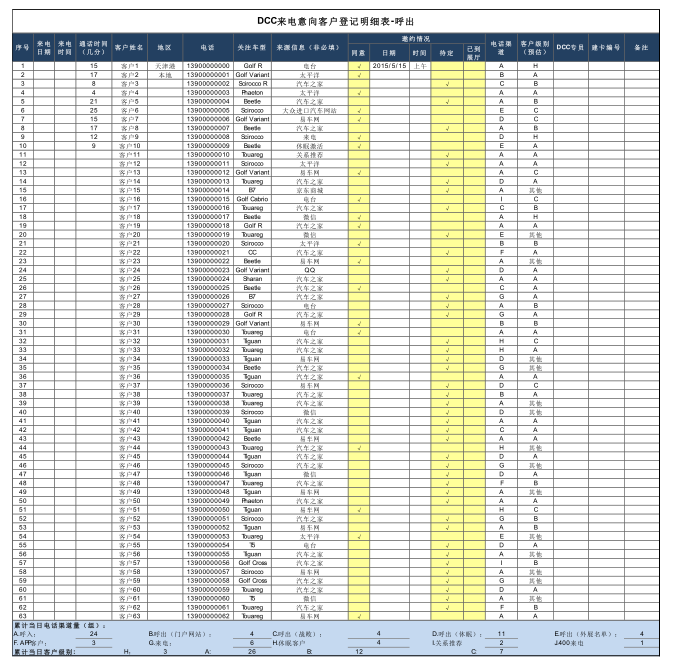 DCC来电意向客户登记明细表-呼出
序号 来电日期 来电时间 通话时间(几分) 客户姓名 地区 电话 关注车型 来源信息(非必填) 邀约情况 同意 日期 时间 待定 已到展厅 电话渠道 客户级别(预估) DCC专员 建卡编号 备注
1 15 客户1 天津港 13900000000 Golf R 电台 √ 2015/5/15 上午 A H
2 17 客户2 本地 13900000001 Golf Variant 太平洋 √ B A
3 8 客户3 13900000002 Scirocco R 汽车之家 √ C B
4 4 客户4 13900000003 Phaeton 太平洋 √ A A
5 21 客户5 13900000004 Beetle 汽车之家 √ A B
6 25 客户6 13900000005 Scirocco 大众进口汽车网站 √ E C
7 15 客户7 13900000006 Golf Variant 易车网 √ D C
8 17 客户8 13900000007 Beetle 汽车之家 √ A B
9 12 客户9 13900000008 Scirocco 来电 √ D H
10 9 客户10 13900000009 Beetle 休眠激活 √ E A
11 客户11 13900000010 Touareg 关系推荐 √ A A
12 客户12 13900000011 Scirocco 太平洋 √ A A
13 客户13 13900000012 Golf Variant 易车网 √ A C
14 客户14 13900000013 Touareg 汽车之家 √ D A
15 客户15 13900000014 B7 京东商城 √ A 其他
16 客户16 13900000015 Golf Cabrio 电台 √ I C
17 客户17 13900000016 Touareg 汽车之家 √ C B
18 客户18 13900000017 Beetle 微信 √ A H
19 客户19 13900000018 Golf R 汽车之家 √ A A
20 客户20 13900000019 Touareg 微信 √ E 其他
21 客户21 13900000020 Scirocco 太平洋 √ B B
22 客户22 13900000021 CC 汽车之家 √ F A
23 客户23 13900000022 Beetle 易车网 √ A 其他
24 客户24 13900000023 Golf Variant QQ √ D A
25 客户25 13900000024 Sharan 汽车之家 √ A A
26 客户26 13900000025 Beetle 汽车之家 √ C A
27 客户27 13900000026 B7 汽车之家 √ G A
28 客户28 13900000027 Scirocco 电台 √ A B
29 客户29 13900000028 Golf R 汽车之家 √ G A
30 客户30 13900000029 Golf Variant 易车网 √ B B
31 客户31 13900000030 Touareg 电台 √ A A
32 客户32 13900000031 Tiguan 汽车之家 √ H C
33 客户33 13900000032 Touareg 汽车之家 √ H A
34 客户34 13900000033 Tiguan 易车网 √ D 其他
35 客户35 13900000034 Beetle 汽车之家 √ G 其他
36 客户36 13900000035 Tiguan 汽车之家 √ A A
37 客户37 13900000036 Scirocco 易车网 √ D C
38 客户38 13900000037 Touareg 汽车之家 √ A B
39 客户39 13900000038 Touareg 汽车之家 √ A 其他
40 客户40 13900000039 Scirocco 微信 √ D 其他
41 客户41 13900000040 Tiguan 汽车之家 √ A A
42 客户42 13900000041 Tiguan 汽车之家 √ C A
43 客户43 13900000042 Beetle 易车网 √ A A
44 客户44 13900000043 Touareg 汽车之家 √ H 其他
45 客户45 13900000044 Tiguan 汽车之家 √ D A
46 客户46 13900000045 Scirocco 汽车之家 √ G 其他
47 客户47 13900000046 Tiguan 微信 √ D A
48 客户48 13900000047 Touareg 汽车之家 √ F B
49 客户49 13900000048 Tiguan 易车网 √ A 其他
50 客户50 13900000049 Phaeton 汽车之家 √ A A
51 客户51 13900000050 Tiguan 易车网 √ H C
52 客户52 13900000051 Scirocco 汽车之家 √ G B
53 客户53 13900000052 Tiguan 易车网 √ A B
54 客户54 13900000053 Touareg 太平洋 √ E 其他
55 客户55 13900000054 T5 电台 √ D A
56 客户56 13900000055 Tiguan 汽车之家 √ A 其他
57 客户57 13900000056 Golf Cross 汽车之家 √ I B
58 客户58 13900000057 Scirocco 易车网 √ A 其他
59 客户59 13900000058 Golf Cross 汽车之家 √ G 其他
60 客户60 13900000059 Touareg 汽车之家 √ D A
61 客户61 13900000060 T5 微信 √ A 其他
62 客户62 13900000061 Touareg 汽车之家 √ F B
63 客户63 13900000062 Touareg 易车网 √ A A
累计当日电话渠道量(组):
A.呼入: 24 B.呼出(门户网站): 4 C.呼出(战败): 4 D.呼出(休眠): 11 E.呼出(外展名单): 4
F. APP客户: 3 G.来电: 6 H.休眠客户 4 I.关系推荐 2 J.400来电 1
累计当日客户级别: H: 3 A: 26 B: 12 C: 7